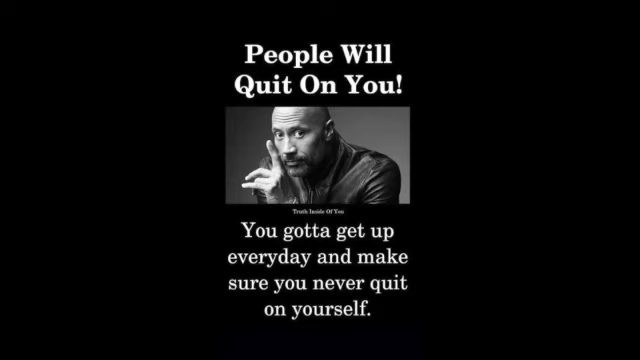 People Will
Quit On You!
Truth Inside Of You
You gotta get up
everyday and make
sure you never quit
on yourself.